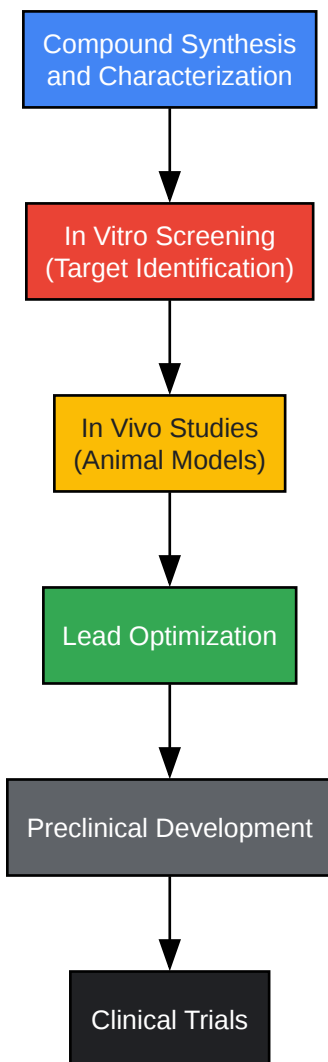 Compound Synthesis
and Characterization
In Vitro Screening
(Target Identification)
In Vivo Studies
(Animal Models)
Lead Optimization
Preclinical Development
Clinical Trials